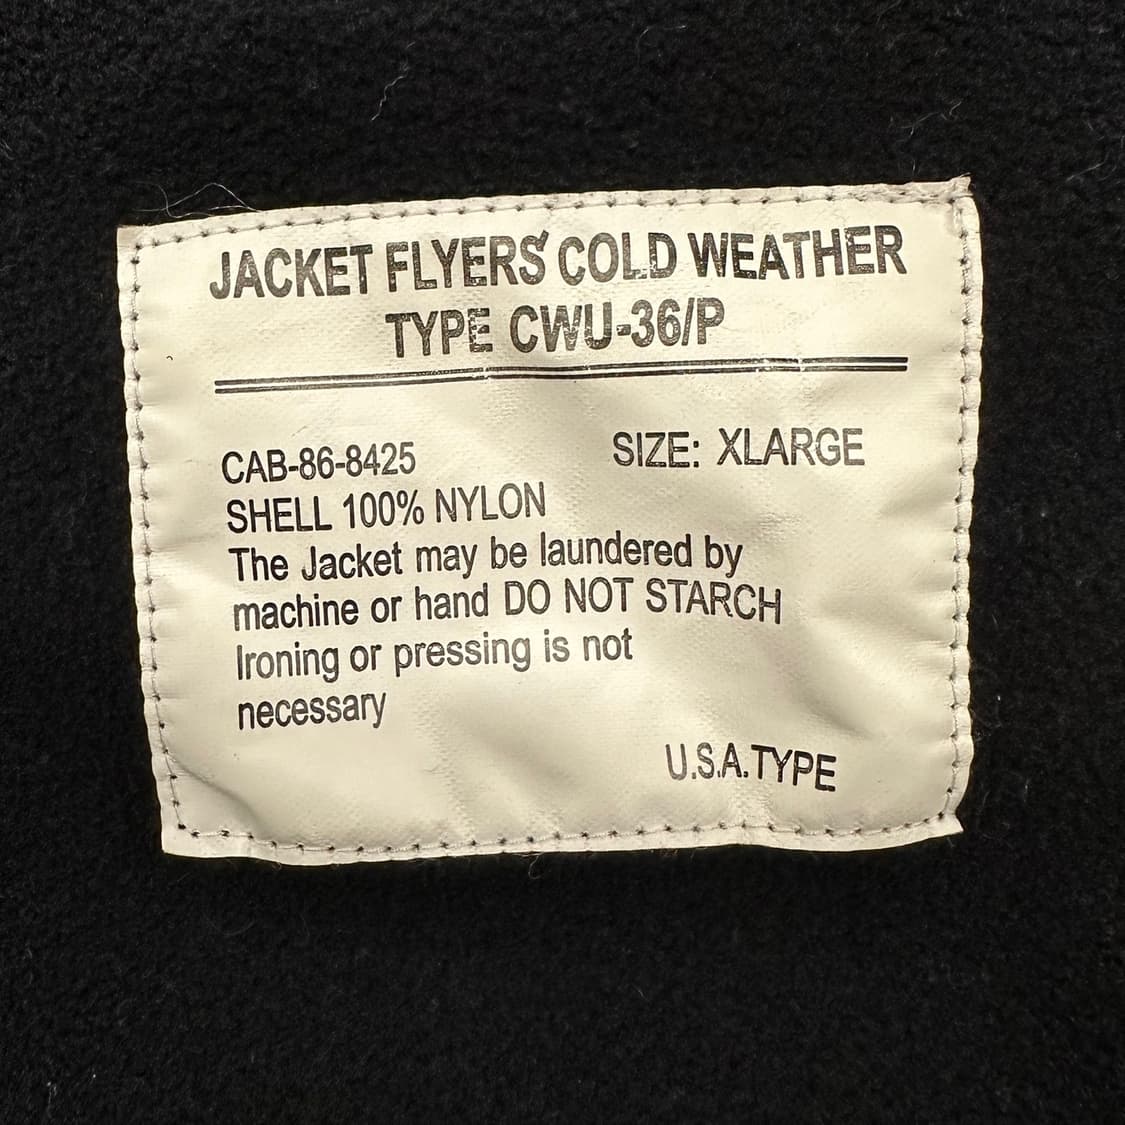 JACKET FLYERS' COLD WEATHER
TYPE CWU-36/P
CAB-86-8425
SIZE: XLARGE
SHELL 100% NYLON
The Jacket may be laundered by
machine or hand DO NOT STARCH
Ironing or pressing is not
necessary
U.S.A.TYPE